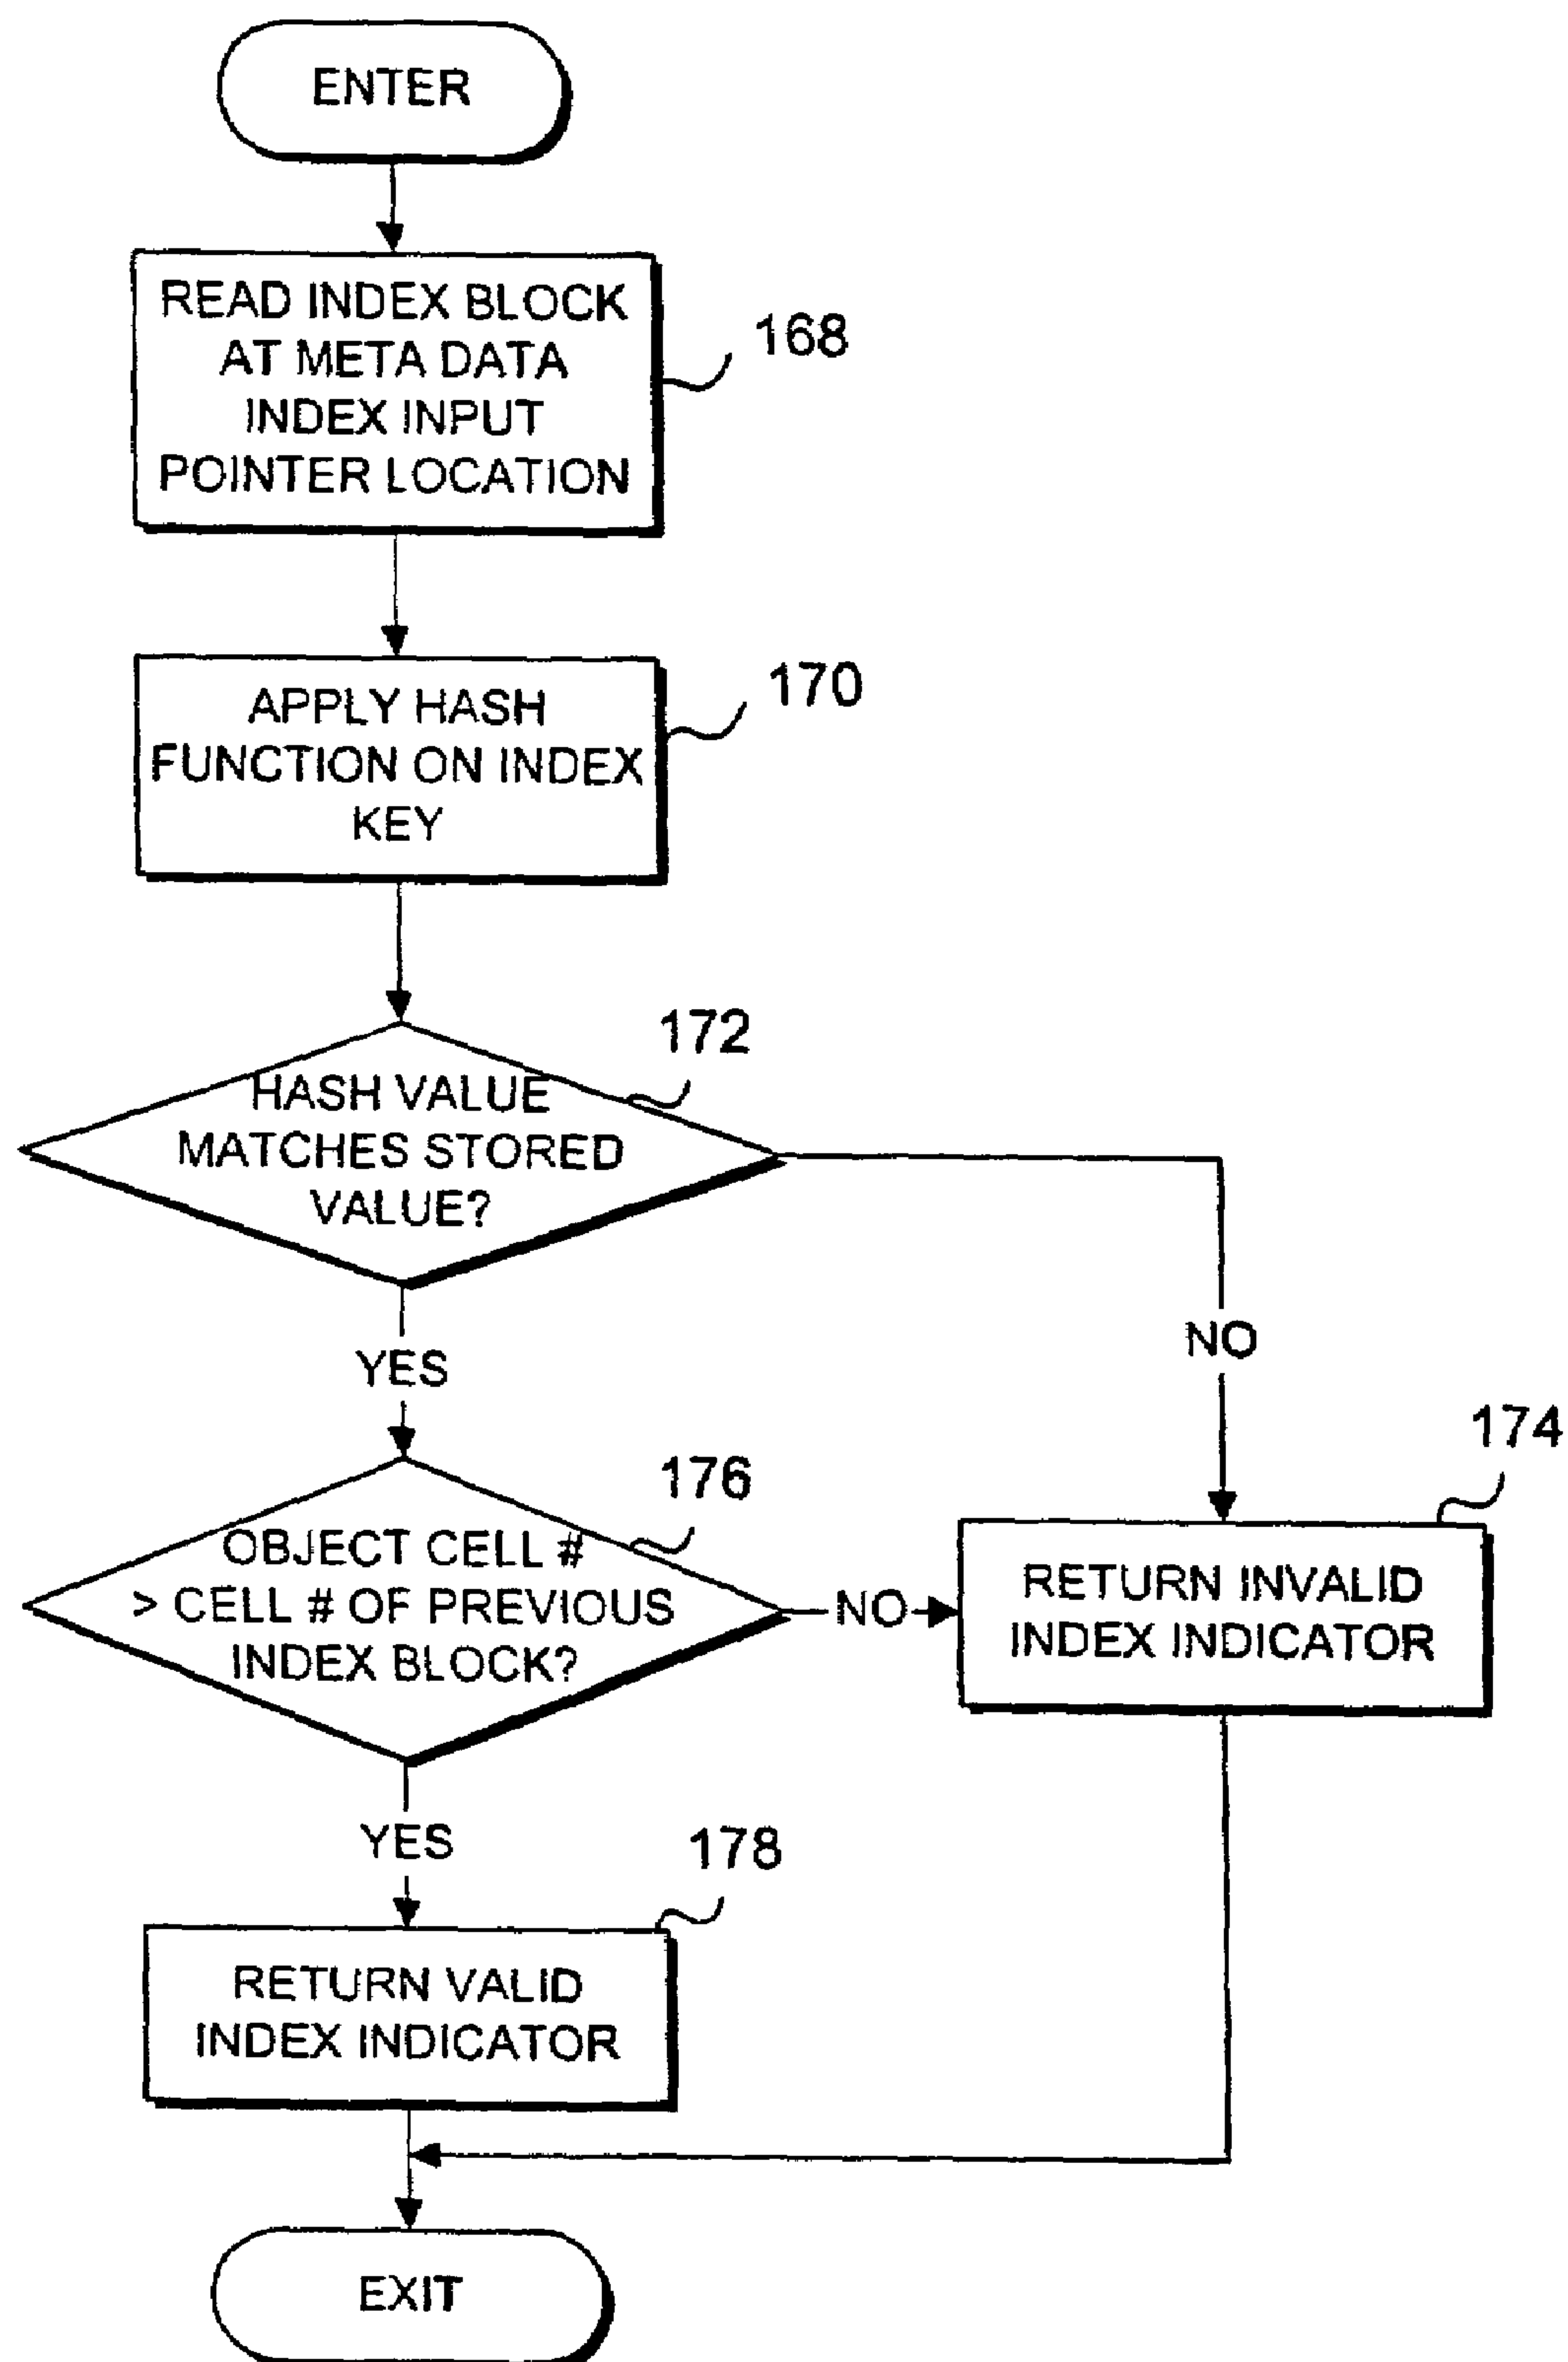 ENTER
READ INDEX BLOCK
AT META DATA
INDEX INPUT
POINTER LOCATION
168
APPLY HASH
FUNCTION ON INDEX
KEY
170
172
HASH VALUE
MATCHES STORED
VALUE?
NO
YES
174
176
OBJECT CELL #
> CELL # OF PREVIOUS
INDEX BLOCK?
NO
RETURN INVALID
INDEX INDICATOR
YES
178
RETURN VALID
INDEX INDICATOR
EXIT